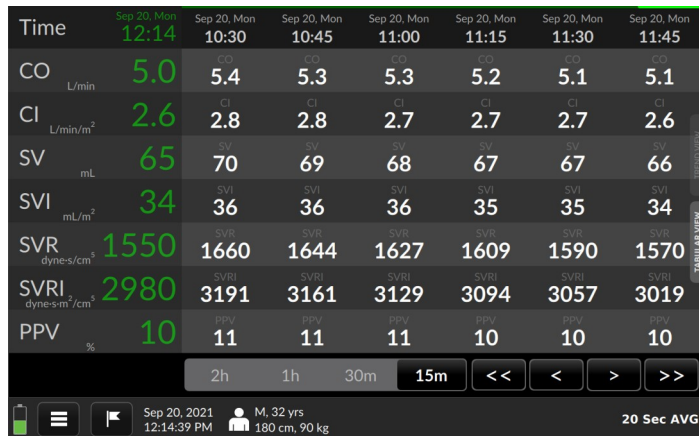 Time Sep 20, Mon 12:14 Sep 20, Mon 10:30 Sep 20, Mon 10:45 Sep 20, Mon 11:00 Sep 20, Mon 11:15 Sep 20, Mon 11:30 Sep 20, Mon 11:45
CO L/min 5.0 CO 5.4 CO 5.3 CO 5.3 CO 5.2 CO 5.1 CO 5.1
CI L/min/m² 2.6 CI 2.8 CI 2.8 CI 2.7 CI 2.7 CI 2.7 CI 2.6
SV mL 65 SV 70 SV 69 SV 68 SV 67 SV 67 SV 66
SVI mL/m² 34 SVI 36 SVI 36 SVI 36 SVI 35 SVI 35 SVI 34
SVR dyne·s/cm⁵ 1550 SVR 1660 SVR 1644 SVR 1627 SVR 1609 SVR 1590 SVR 1570
SVRI dyne·s·m²/cm⁵ 2980 SVRI 3191 SVRI 3161 SVRI 3129 SVRI 3094 SVRI 3057 SVRI 3019
PPV % 10 PPV 11 PPV 11 PPV 11 PPV 10 PPV 10 PPV 10
TABULAR VIEW
2h 1h 30m 15m << < > >>
Sep 20, 2021 M, 32 yrs
12:14:39 PM 180 cm, 90 kg
20 Sec AVG